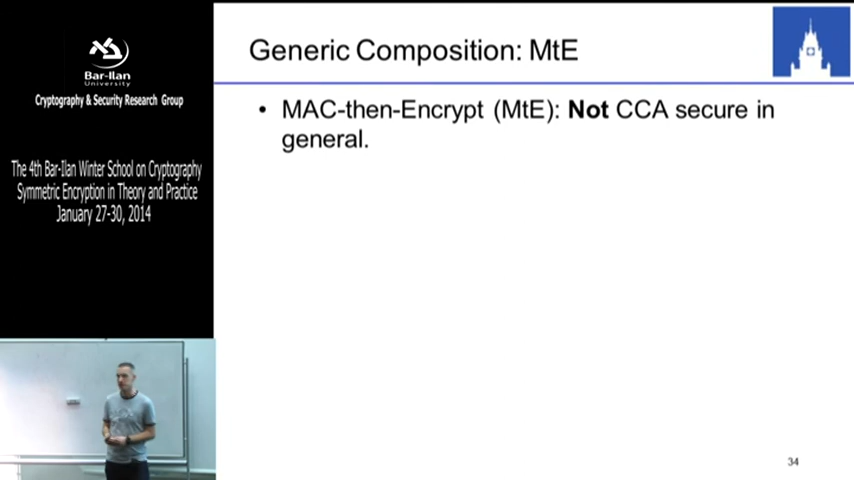 Bar-Ilan
University
Cryptography & Security Research Group
The 4th Bar-Ilan Winter School on Cryptography
Symmetric Encryption in Theory and Practice
January 27-30, 2014
Generic Composition: MtE
• MAC-then-Encrypt (MtE): Not CCA secure in
general.
34